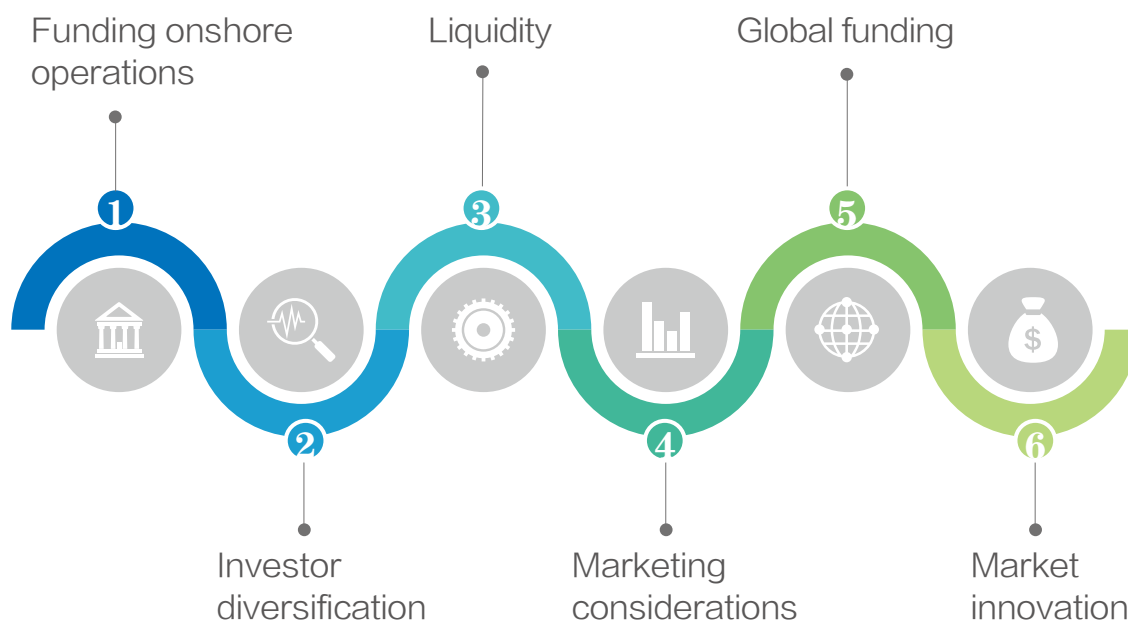 Funding onshore
operations
Liquidity
Global funding
1
3
5
$
2
4
6
Investor
diversification
Marketing
considerations
Market
innovation